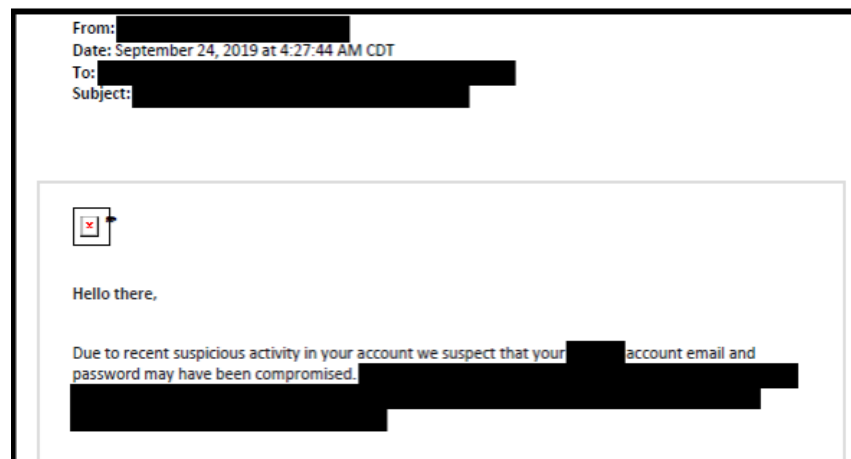 From:
Date: September 24, 2019 at 4:27:44 AM CDT
To:
Subject:
Hello there,
Due to recent suspicious activity in your account we suspect that your account email and
password may have been compromised.